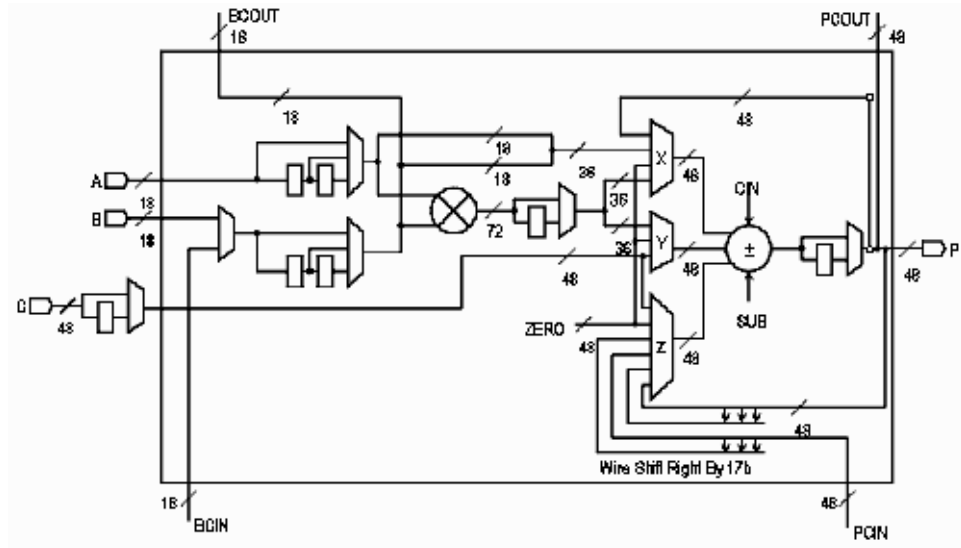 BCOUT
18
PCOUT
48
18
48
A
18
18
18
36
X
48
CIN
36
B
18
72
36
Y
48
±
48
P
48
C
48
ZERO
48
Z
48
SUB
48
Wire Shift Right By 17b
18
BCIN
48
PCIN